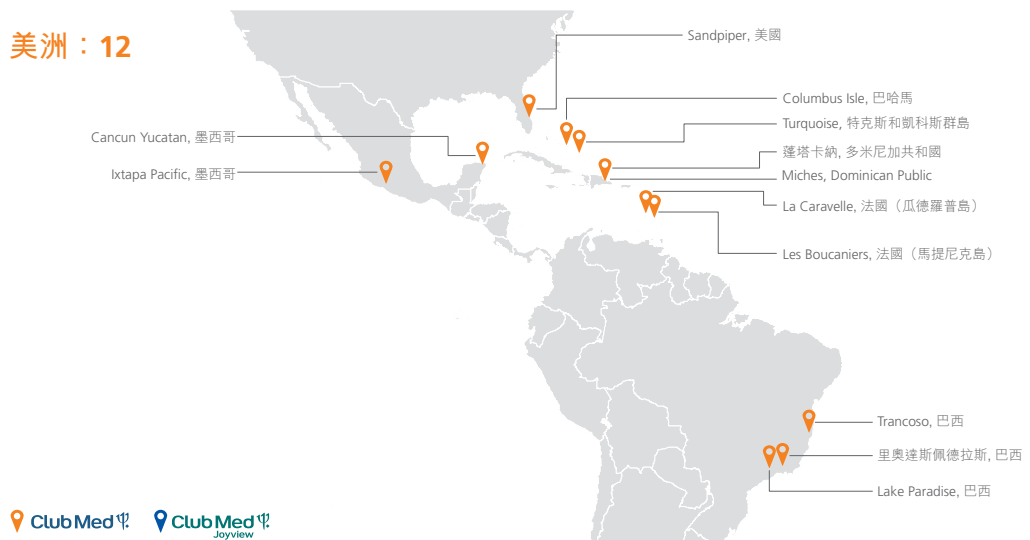 美洲：12
Sandpiper, 美國
Columbus Isle, 巴哈馬
Turquoise, 特克斯和凱科斯群島
蓬塔卡納, 多米尼加共和國
Miches, Dominican Public
La Caravelle, 法國（瓜德羅普島）
Les Boucaniers, 法國（馬提尼克島）
Cancun Yucatan, 墨西哥
Ixtapa Pacific, 墨西哥
Trancoso, 巴西
里奧達斯佩德拉斯, 巴西
Lake Paradise, 巴西
Club Med
Club Med
Joyview